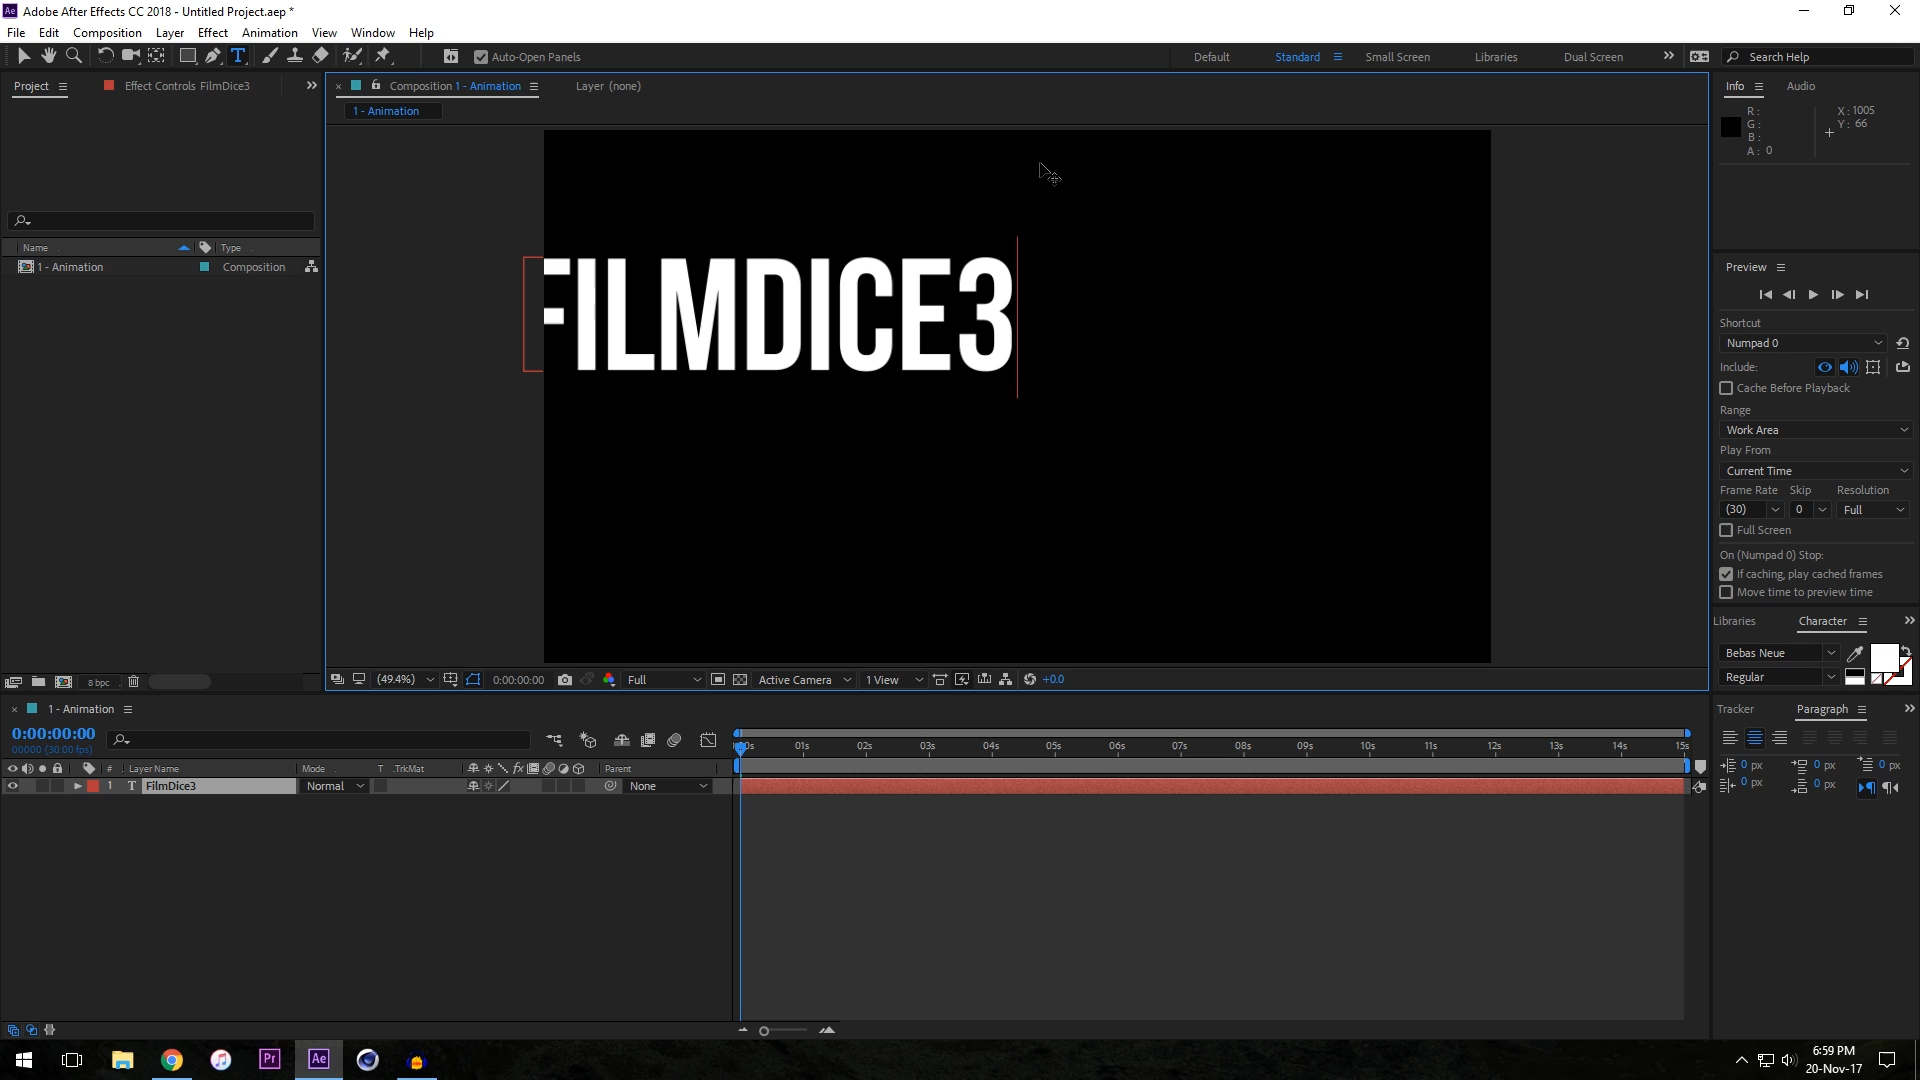 Adobe After Effects CC 2018 - Untitled Project.aep *
File Edit Composition Layer Effect Animation View Window Help
Auto-Open Panels Default Standard Small Screen Libraries Dual Screen Search Help
Project Effect Controls FilmDice3
Composition 1 - Animation Layer (none)
1 - Animation
Name Type
1 - Animation Composition
FILMDICE3
8 bpc
(49.4%) 0:00:00:00 Full Active Camera 1 View +0.0
Info Audio
R: X: 1005
G: Y: 66
B:
A: 0
Preview
Shortcut
Numpad 0
Include:
Cache Before Playback
Range
Work Area
Play From
Current Time
Frame Rate Skip Resolution
(30) 0 Full
Full Screen
On (Numpad 0) Stop:
If caching, play cached frames
Move time to preview time
Libraries Character
Bebas Neue
Regular
Tracker Paragraph
0 px 0 px 0 px
0 px 0 px
1 - Animation
0:00:00:00
00000 (30.00 fps)
01s 02s 03s 04s 05s 06s 07s 08s 09s 10s 11s 12s 13s 14s 15s
# Layer Name Mode T .TrkMat fx Parent
1 T FilmDice3 Normal None
Pr Ae
6:59 PM
20-Nov-17